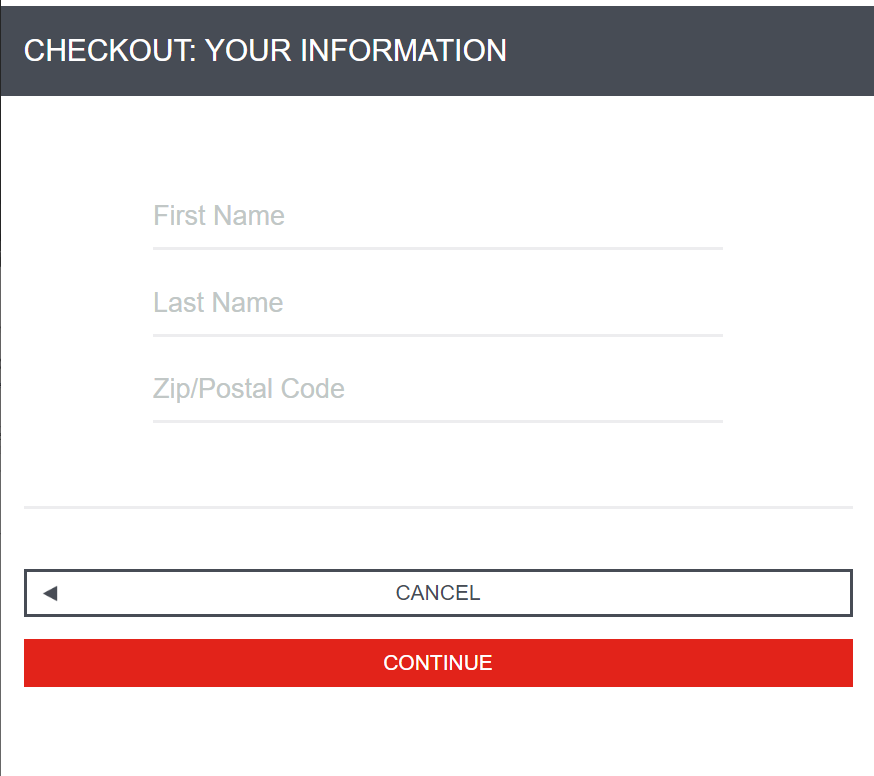 CHECKOUT: YOUR INFORMATION
First Name
Last Name
Zip/Postal Code
CANCEL
CONTINUE